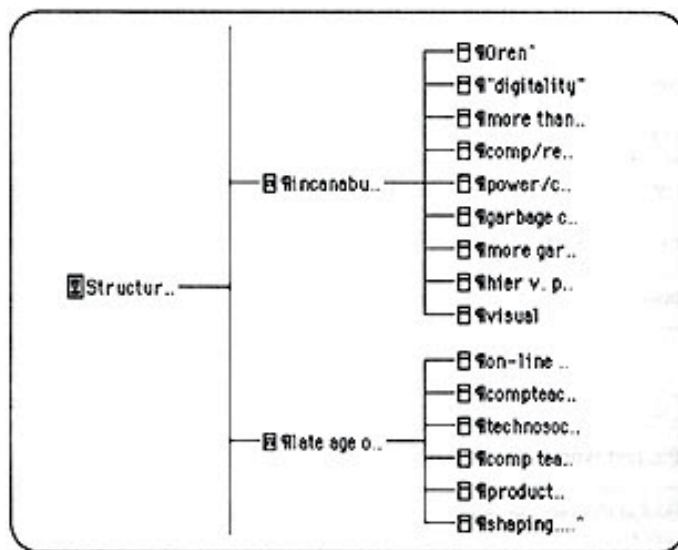 ¶Oren^
¶"digitality"
¶more than..
¶comp/re..
¶incanabu..
¶power/c..
¶garbage c..
¶more gar..
Structur..
¶hier v. p..
¶visual
¶on-line ..
¶compteac..
¶technosoc..
¶late age o..
¶comp tea..
¶product..
¶shaping....^